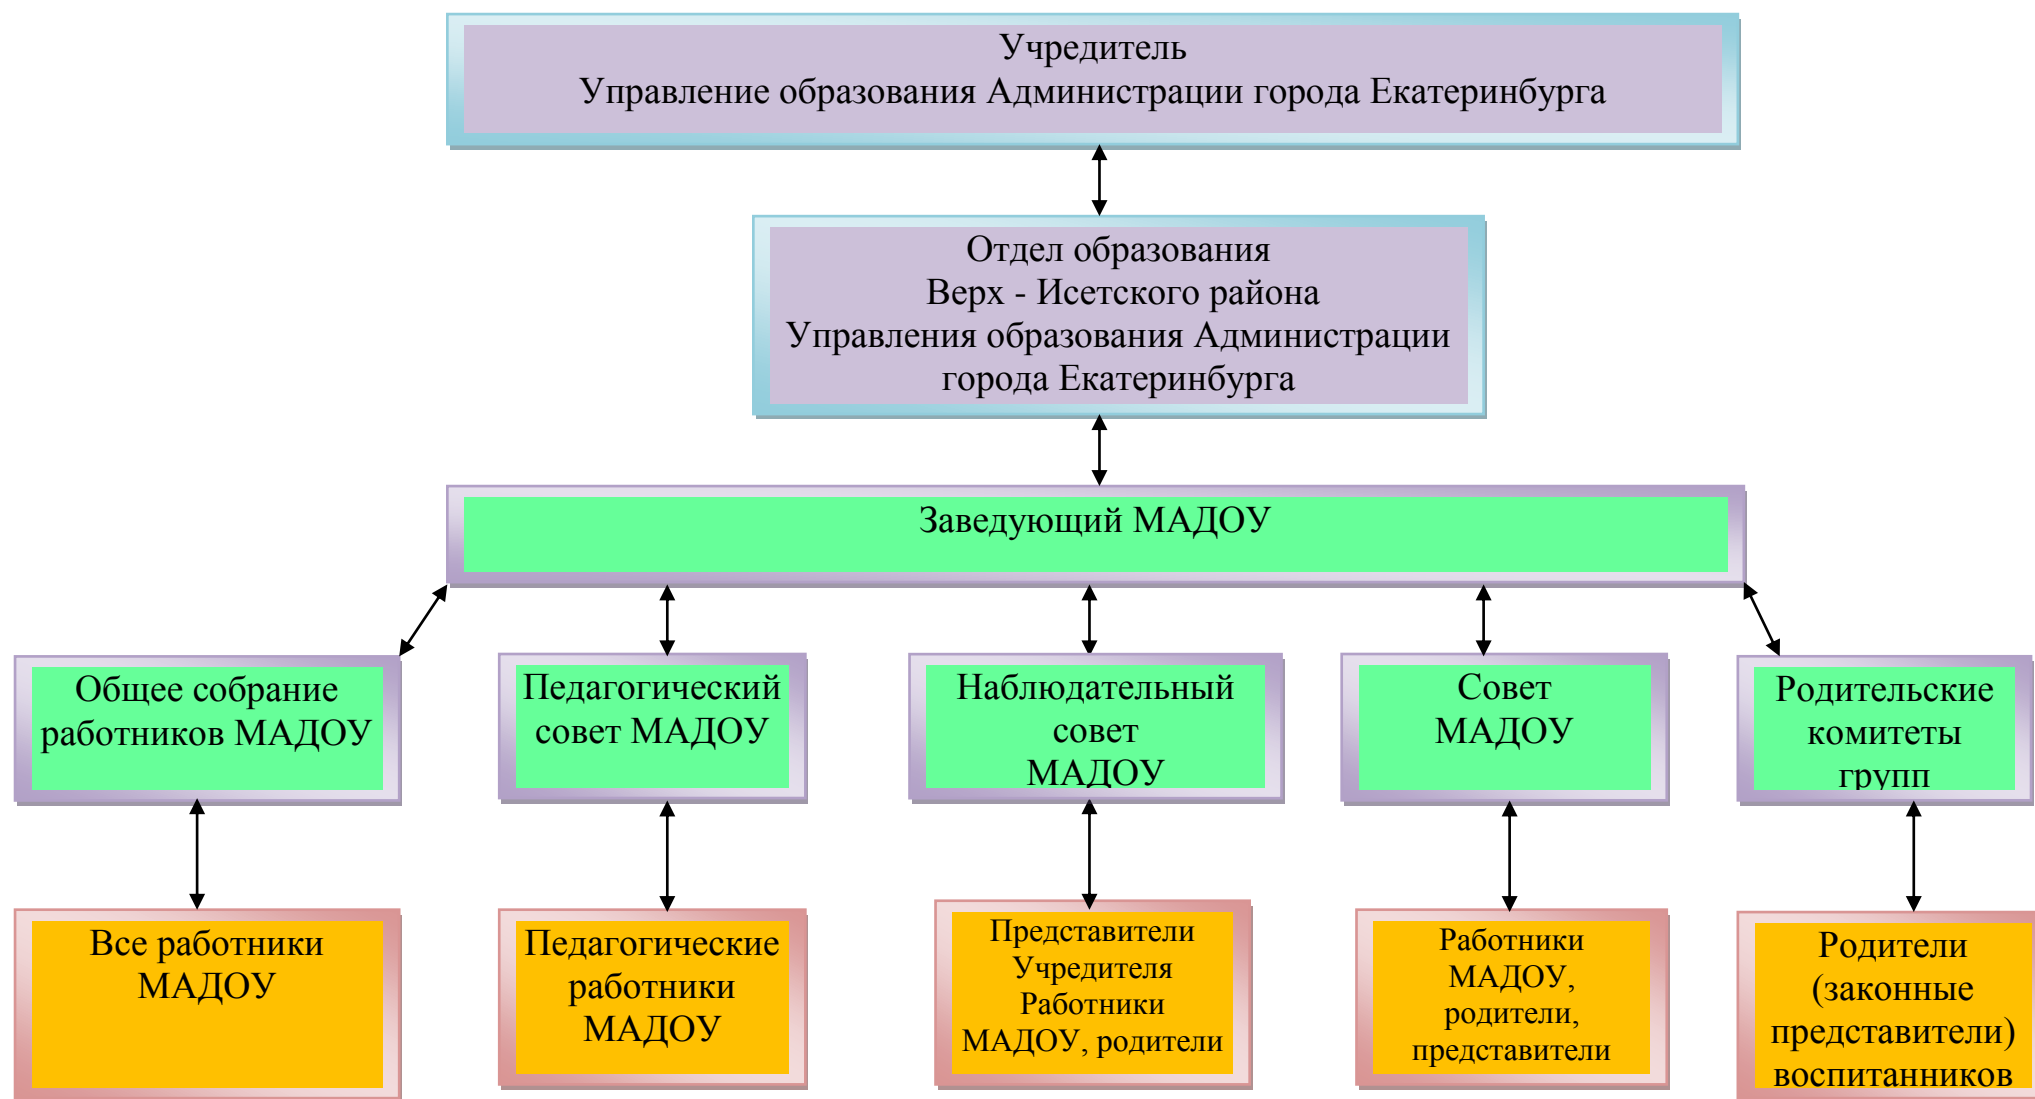 Учредитель
Управление образования Администрации города Екатеринбурга
Отдел образования
Верх - Исетского района
Управления образования Администрации
города Екатеринбурга
Заведующий МАДОУ
Общее собрание
работников МАДОУ
Педагогический
совет МАДОУ
Наблюдательный
совет
МАДОУ
Совет
МАДОУ
Родительские
комитеты
групп
Все работники
МАДОУ
Педагогические
работники
МАДОУ
Представители
Учредителя
Работники
МАДОУ, родители
Работники
МАДОУ,
родители,
представители
Родители
(законные
представители)
воспитанников